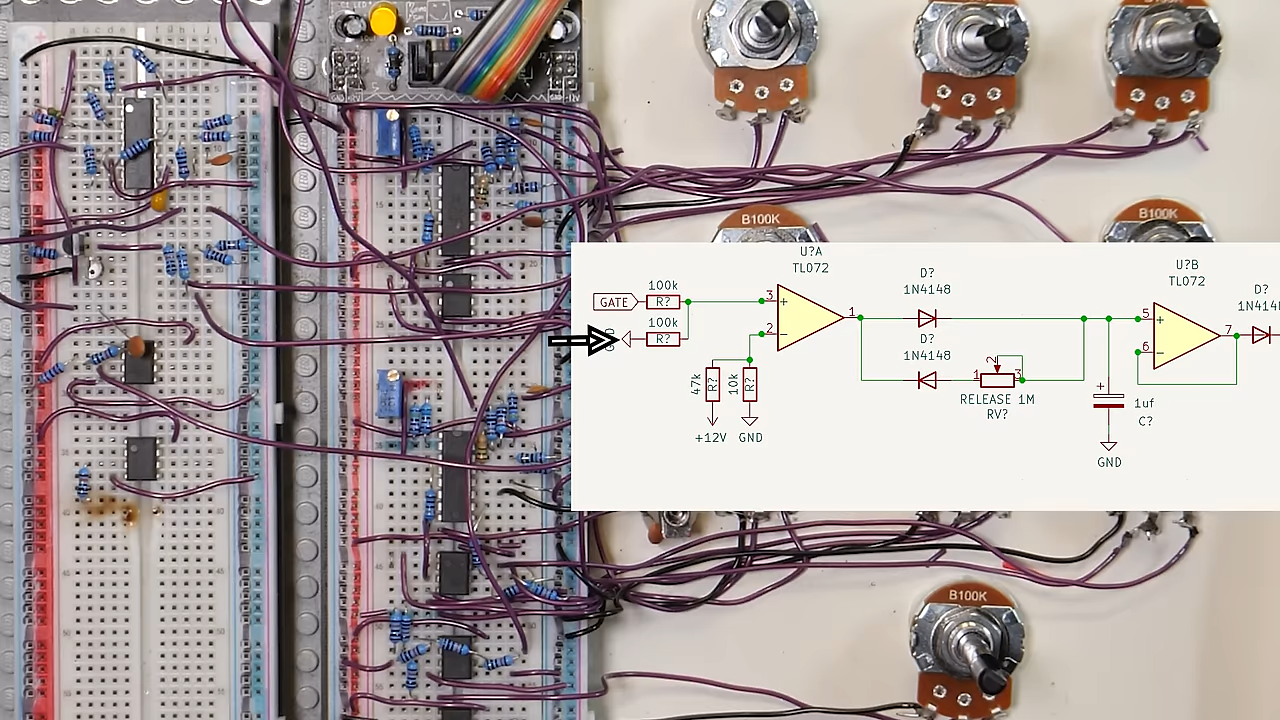 B100K
B100K
U?A
TL072
100k
GATE
R?
3
+
1
100k
R?
2
-
47k
R?
10k
R?
+12V
GND
D?
1N4148
D?
1N4148
1
2
3
RELEASE 1M
RV?
U?B
TL072
5
+
6
-
7
D?
+
1uf
C?
GND
B100K